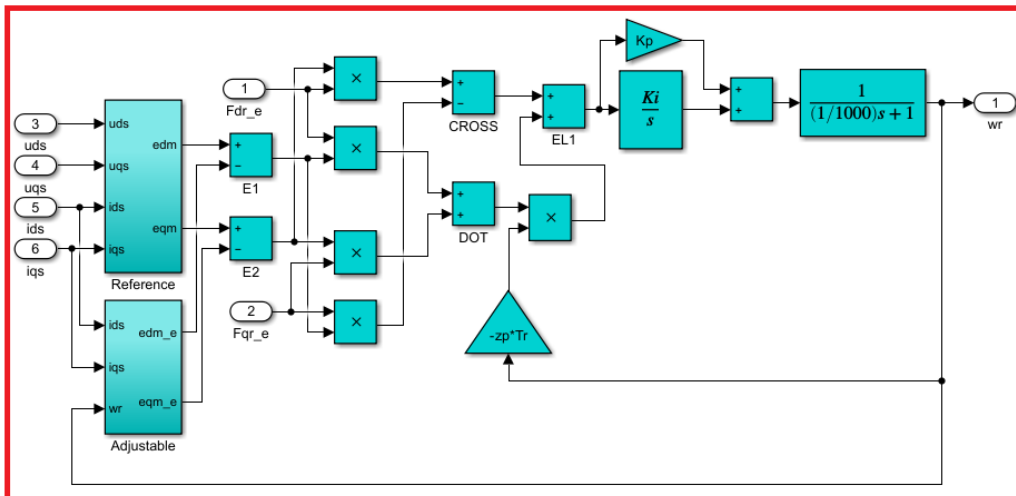 1
Fdr_e
3
uds
4
uqs
5
ids
6
iqs
uds
uqs
ids
iqs
edm
eqm
Reference
ids
iqs
wr
edm_e
eqm_e
Adjustable
+
−
E1
+
−
E2
2
Fqr_e
×
×
×
×
+
−
CROSS
+
+
DOT
×
+
+
EL1
-zp*Tr
Kp
Ki
s
+
+
1
(1/1000)s + 1
1
wr